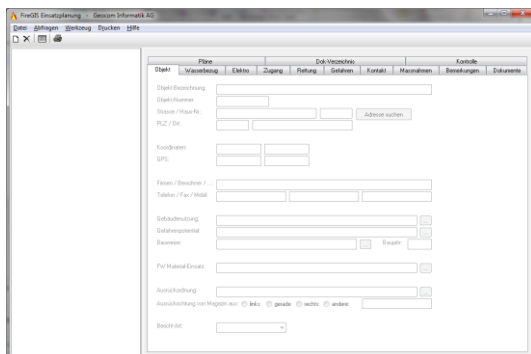 FireGIS Einsatzplanung - Geocom Informatik AG
Datei Abfragen Werkzeug Drucken Hilfe
Pläne Dok-Verzeichnis Kontrolle
Objekt Wasserbezug Elektro Zugang Rettung Gefahren Kontakt Massnahmen Bemerkungen Dokumente
Objekt-Bezeichnung:
Objekt-Nummer:
Strasse / Haus-Nr.: Adresse suchen
PLZ / Ort:
Koordinaten:
GPS:
Firmen / Bewohner / ...:
Telefon / Fax / Mobil:
Gebäudenutzung: ...
Gefahrenpotential: ...
Bauweise: ... Baujahr:
FW Material Einsatz: ...
Ausrückordnung: ...
Ausrückrichtung von Magazin aus: links gerade rechts andere:
Bericht-Art: